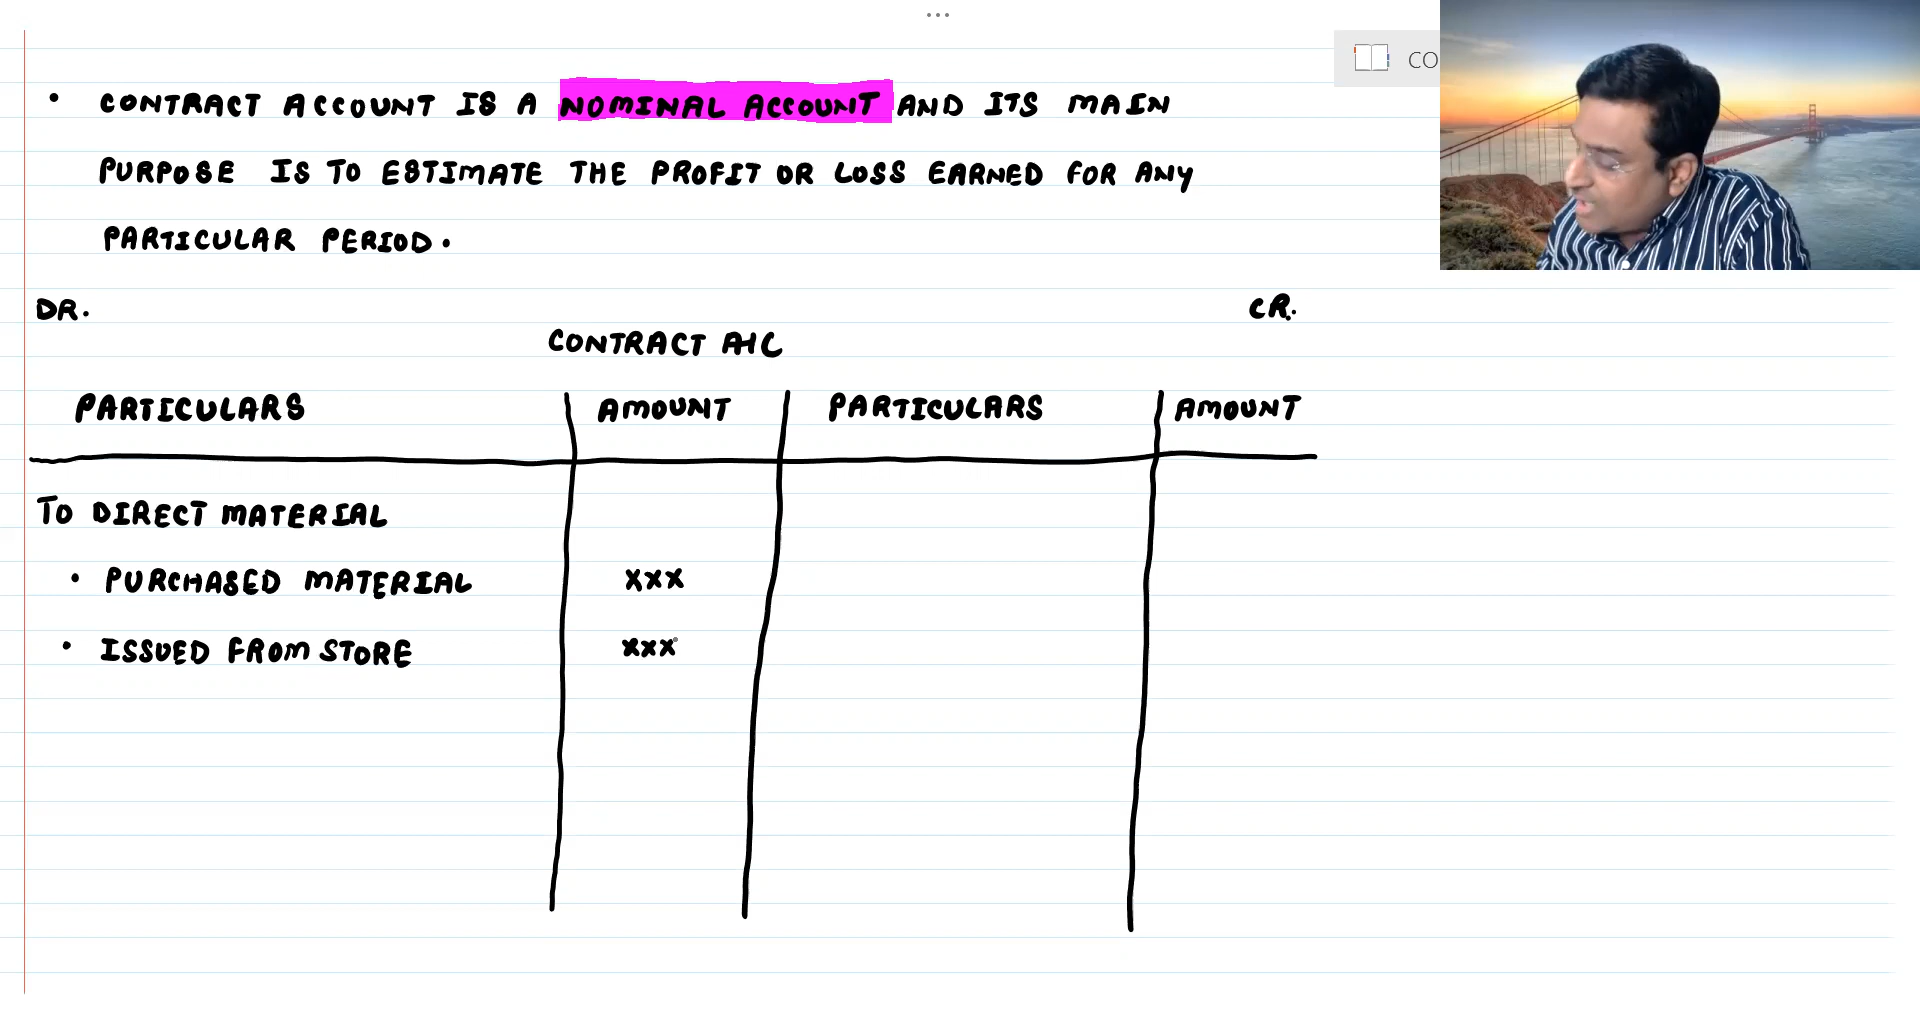 • CONTRACT ACCOUNT IS A NOMINAL ACCOUNT AND ITS MAIN
PURPOSE IS TO ESTIMATE THE PROFIT OR LOSS EARNED FOR ANY
PARTICULAR PERIOD.
DR. CR.
CONTRACT A/C
PARTICULARS AMOUNT PARTICULARS AMOUNT
TO DIRECT MATERIAL
• PURCHASED MATERIAL XXX
• ISSUED FROM STORE XXX
CO